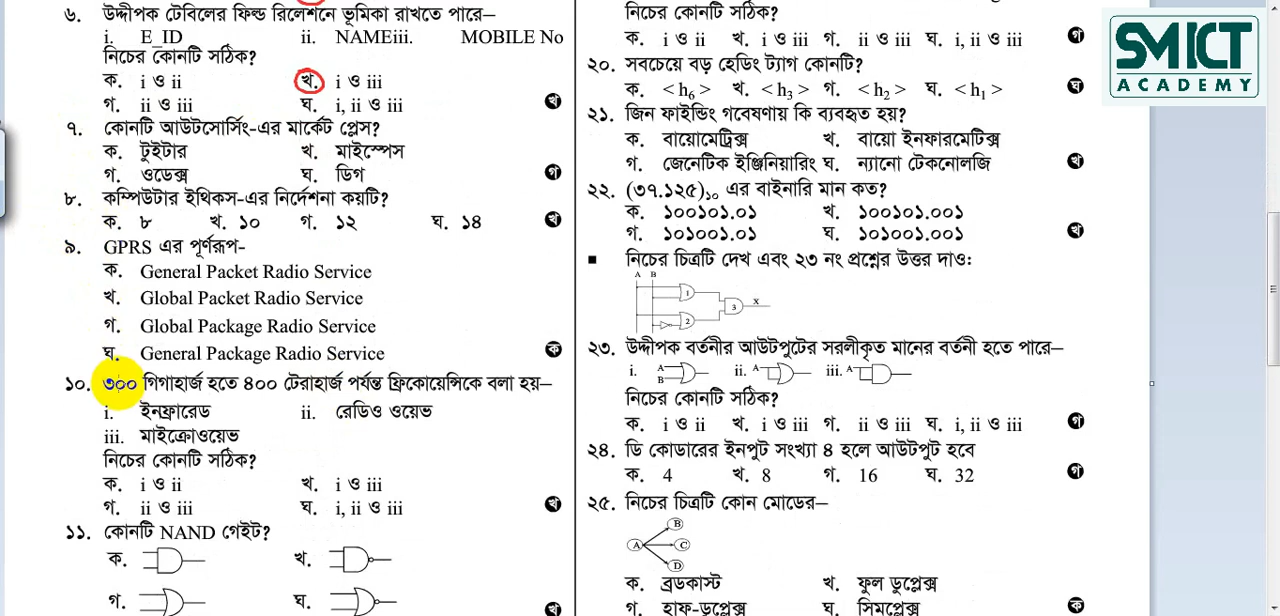 ৬. উদ্দীপক টেবিলের ফিল্ড রিলেশনে ভূমিকা রাখতে পারে–
i. E_ID ii. NAMEiii. MOBILE No
নিচের কোনটি সঠিক?
ক. i ও ii খ. i ও iii
গ. ii ও iii ঘ. i, ii ও iii খ
৭. কোনটি আউটসোর্সিং-এর মার্কেট প্লেস?
ক. টুইটার খ. মাইস্পেস
গ. ওডেক্স ঘ. ডিগ গ
৮. কম্পিউটার ইথিকস-এর নির্দেশনা কয়টি?
ক. ৮ খ. ১০ গ. ১২ ঘ. ১৪ খ
৯. GPRS এর পূর্ণরূপ-
ক. General Packet Radio Service
খ. Global Packet Radio Service
গ. Global Package Radio Service
ঘ. General Package Radio Service ক
১০. ৩০০ গিগাহার্জ হতে ৪০০ টেরাহার্জ পর্যন্ত ফ্রিকোয়েন্সিকে বলা হয়–
i. ইনফ্রারেড ii. রেডিও ওয়েভ
iii. মাইক্রোওয়েভ
নিচের কোনটি সঠিক?
ক. i ও ii খ. i ও iii
গ. ii ও iii ঘ. i, ii ও iii খ
১১. কোনটি NAND গেইট?
ক. খ.
গ. ঘ. খ
নিচের কোনটি সঠিক?
ক. i ও ii খ. i ও iii গ. ii ও iii ঘ. i, ii ও iii গ
২০. সবচেয়ে বড় হেডিং ট্যাগ কোনটি?
ক. <h₆> খ. <h₃> গ. <h₂> ঘ. <h₁> ঘ
২১. জিন ফাইন্ডিং গবেষণায় কি ব্যবহৃত হয়?
ক. বায়োমেট্রিক্স খ. বায়ো ইনফারমেটিক্স
গ. জেনেটিক ইঞ্জিনিয়ারিং ঘ. ন্যানো টেকনোলজি খ
২২. (৩৭.১২৫)₁₀ এর বাইনারি মান কত?
ক. ১০০১০১.০১ খ. ১০০১০১.০০১
গ. ১০১০০১.০১ ঘ. ১০১০০১.০০১ খ
■ নিচের চিত্রটি দেখ এবং ২৩ নং প্রশ্নের উত্তর দাও:
A B
1
2
3 X
২৩. উদ্দীপক বর্তনীর আউটপুটের সরলীকৃত মানের বর্তনী হতে পারে–
i. A B ii. A iii. A
নিচের কোনটি সঠিক?
ক. i ও ii খ. i ও iii গ. ii ও iii ঘ. i, ii ও iii গ
২৪. ডি কোডারের ইনপুট সংখ্যা ৪ হলে আউটপুট হবে
ক. 4 খ. 8 গ. 16 ঘ. 32 গ
২৫. নিচের চিত্রটি কোন মোডের–
B
A C
D
ক. ব্রডকাস্ট খ. ফুল ডুপ্লেক্স
গ. হাফ-ডুপ্লেক্স ঘ. সিমপ্লেক্স ক
SMICT
ACADEMY